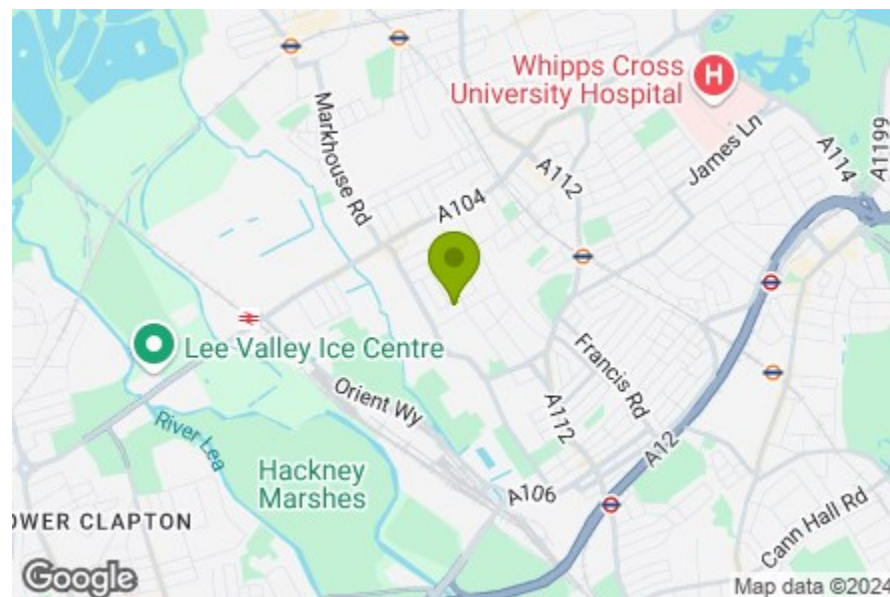 Whipps Cross
University Hospital
H
Markhouse Rd
James Ln
A1199
A114
A112
A104
Lee Valley Ice Centre
Francis Rd
Orient Wy
A112
River Lea
A12
Hackney
Marshes
A106
OWER CLAPTON
Cann Hall Rd
Google
Map data ©2024